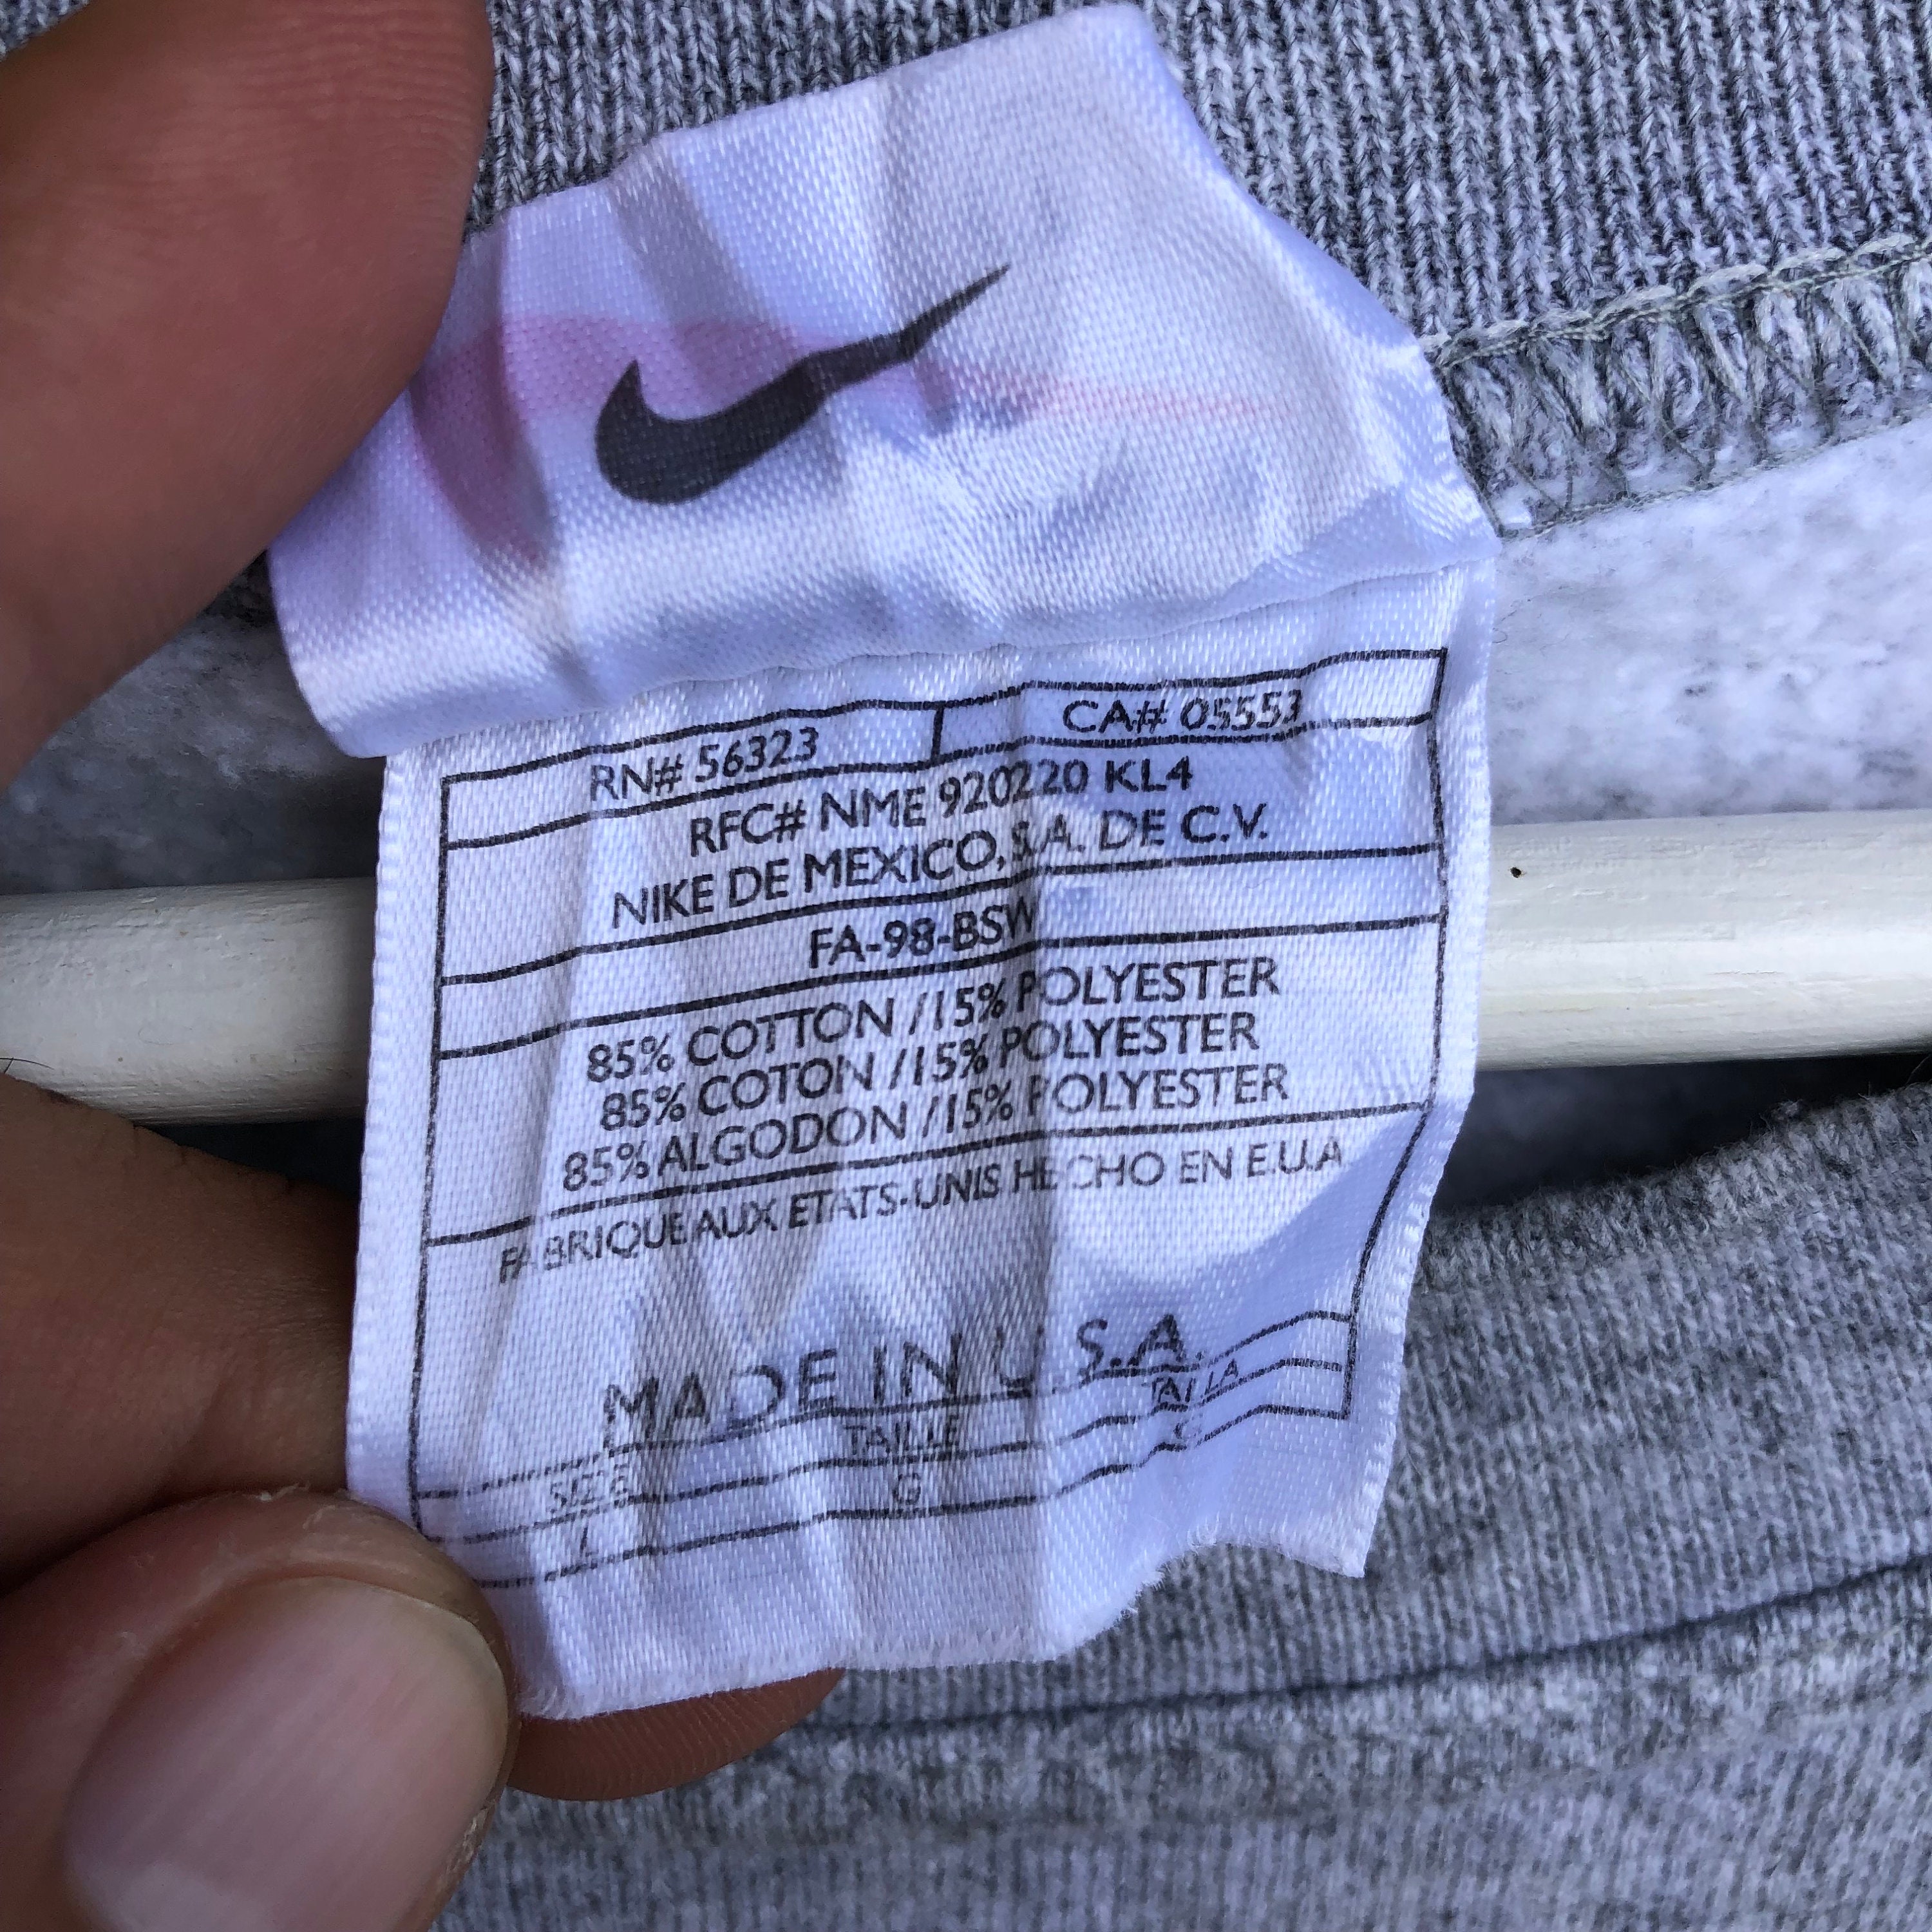 RN# 56323 CA# 05553
RFC# NME 920220 KL4
NIKE DE MEXICO, S.A. DE C.V.
FA-98-BSW
85% COTTON /15% POLYESTER
85% COTON /15% POLYESTER
85% ALGODON /15% POLYESTER
FABRIQUE AUX ETATS-UNIS HECHO EN E.U.A
MADE IN U.S.A.
SIZE TAILLE TALLA
L G G